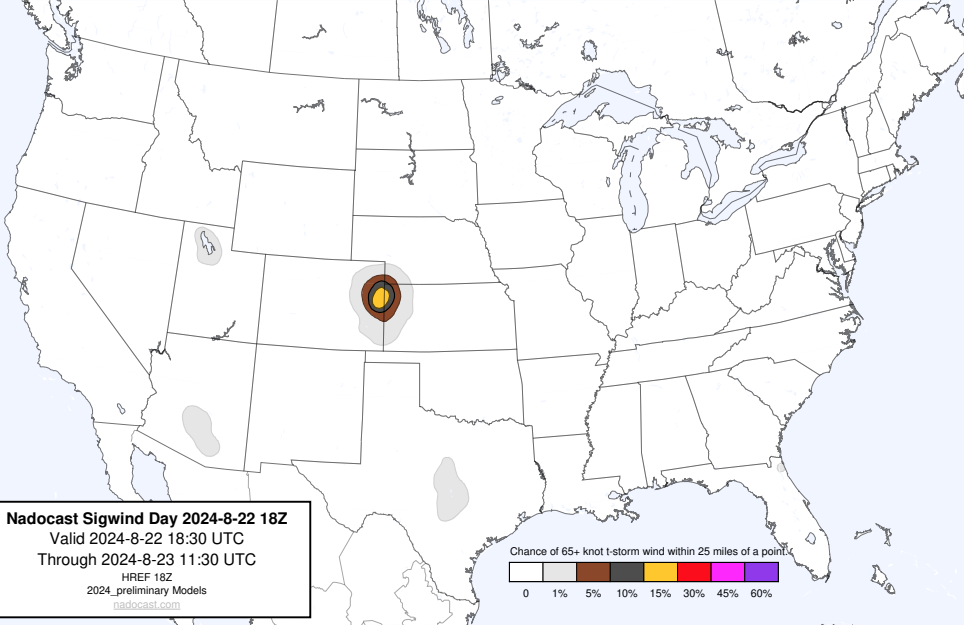 Nadocast Sigwind Day 2024-8-22 18Z
Valid 2024-8-22 18:30 UTC
Through 2024-8-23 11:30 UTC
HREF 18Z
2024_preliminary Models
nadocast.com
Chance of 65+ knot t-storm wind within 25 miles of a point.
0 1% 5% 10% 15% 30% 45% 60%